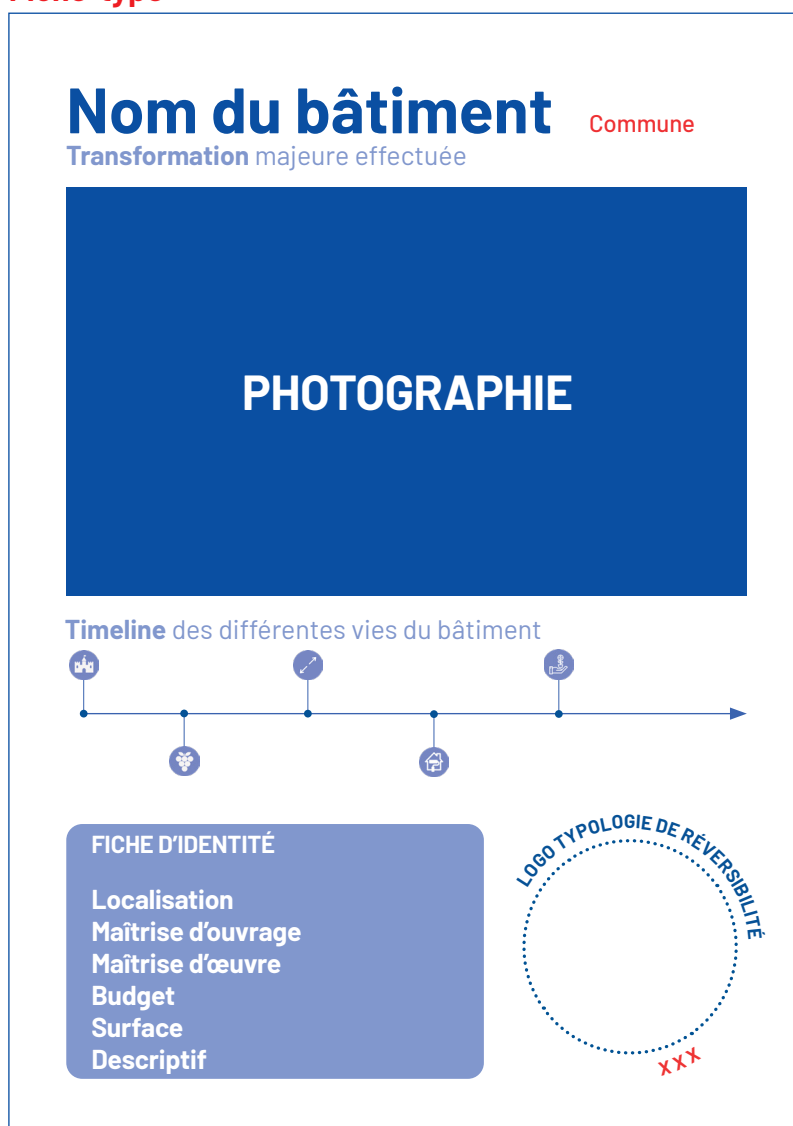 Nom du bâtiment
Commune
Transformation majeure effectuée
PHOTOGRAPHIE
Timeline des différentes vies du bâtiment
FICHE D’IDENTITÉ
Localisation
Maîtrise d’ouvrage
Maîtrise d’œuvre
Budget
Surface
Descriptif
LOGO TYPOLOGIE DE RÉVERSIBILITÉ
XXX